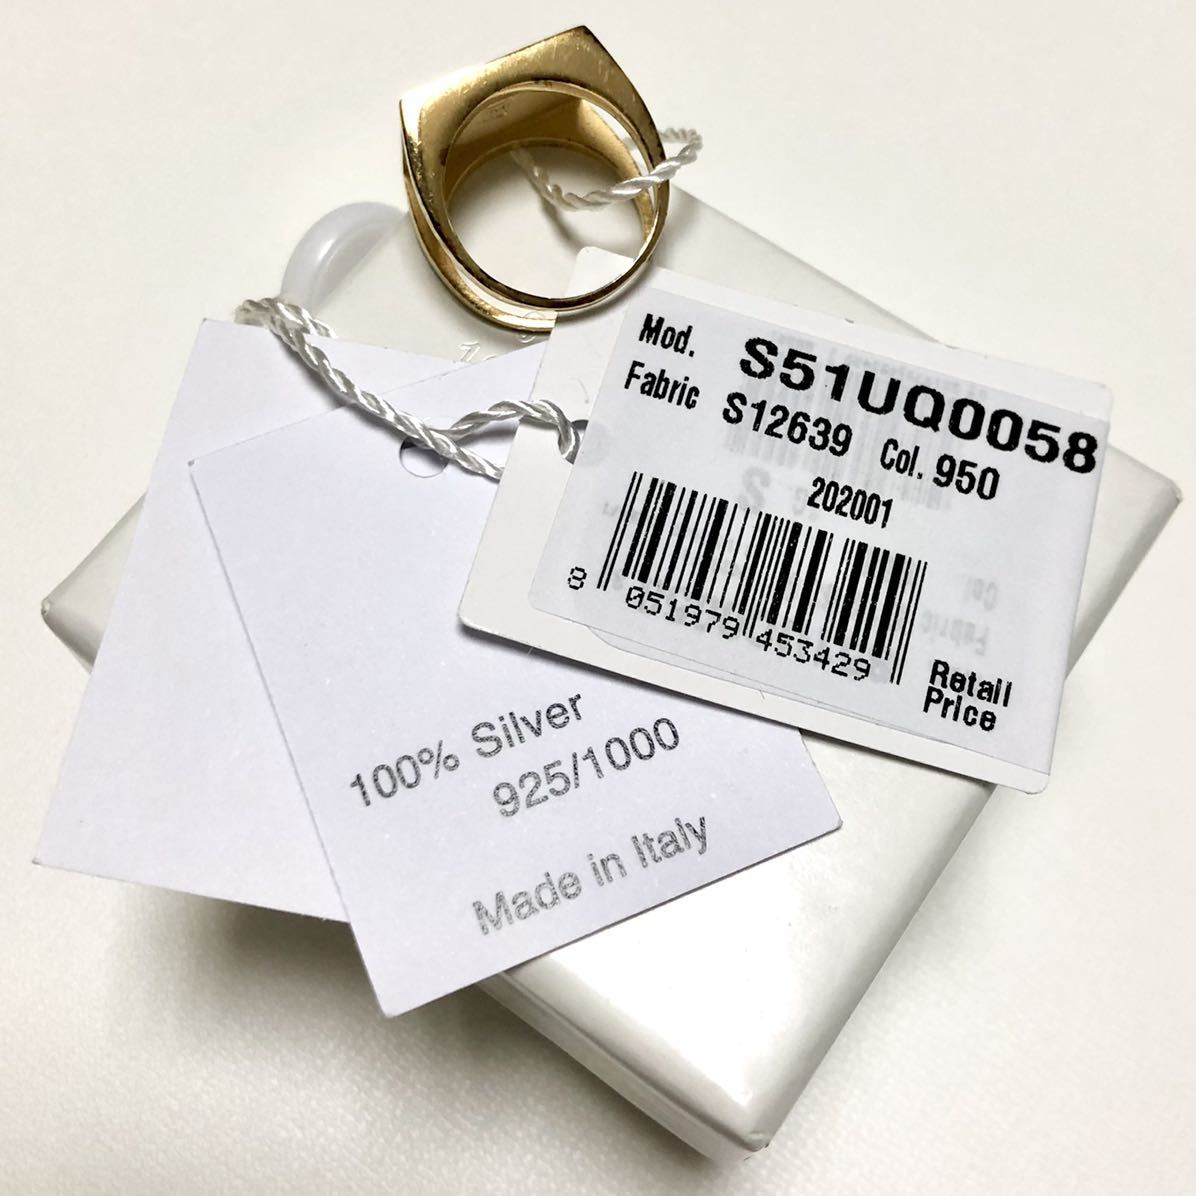 Mod. S51UQ0058
Fabric S12639 Col. 950
202001
8 051979 453429
Retail
Price
100% Silver
925/1000
Made in Italy